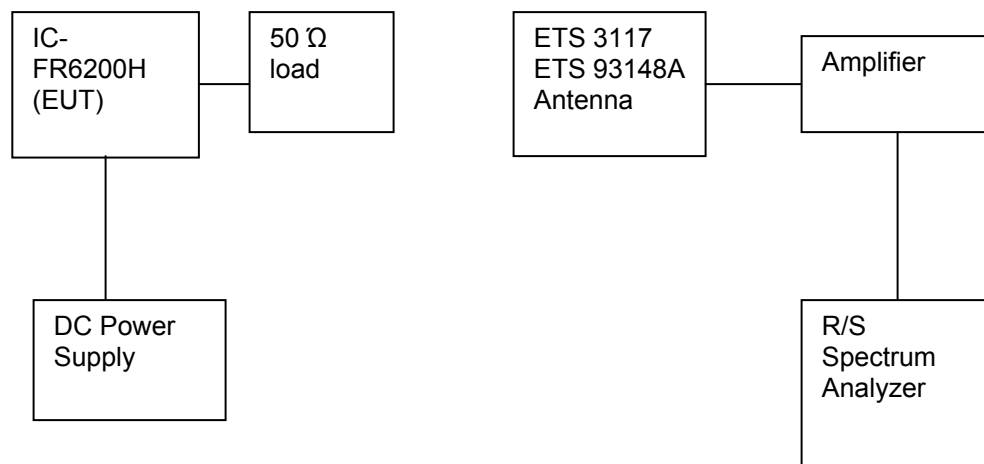 IC-
FR6200H
(EUT)
50 Ώ
load
ETS 3117
ETS 93148A
Antenna
Amplifier
DC Power
Supply
R/S
Spectrum
Analyzer